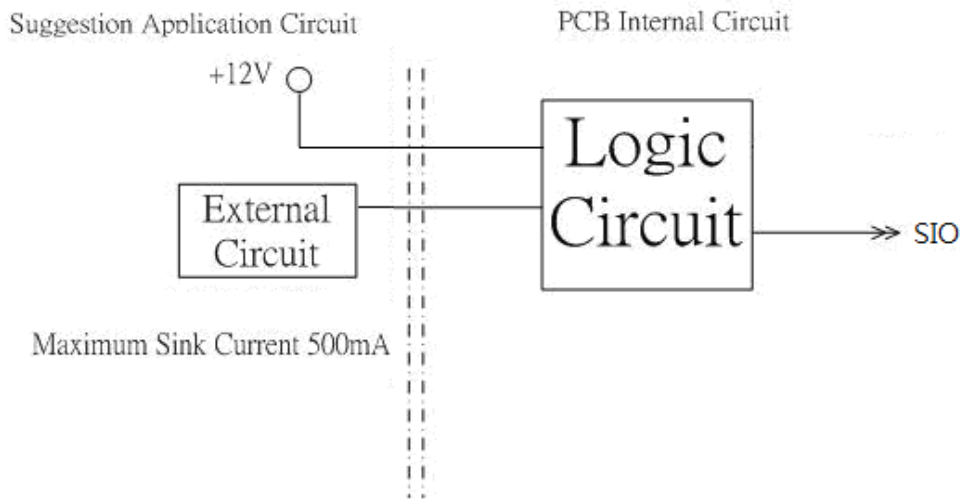 Suggestion Application Circuit
PCB Internal Circuit
+12V
Logic
Circuit
External
Circuit
SIO
Maximum Sink Current 500mA